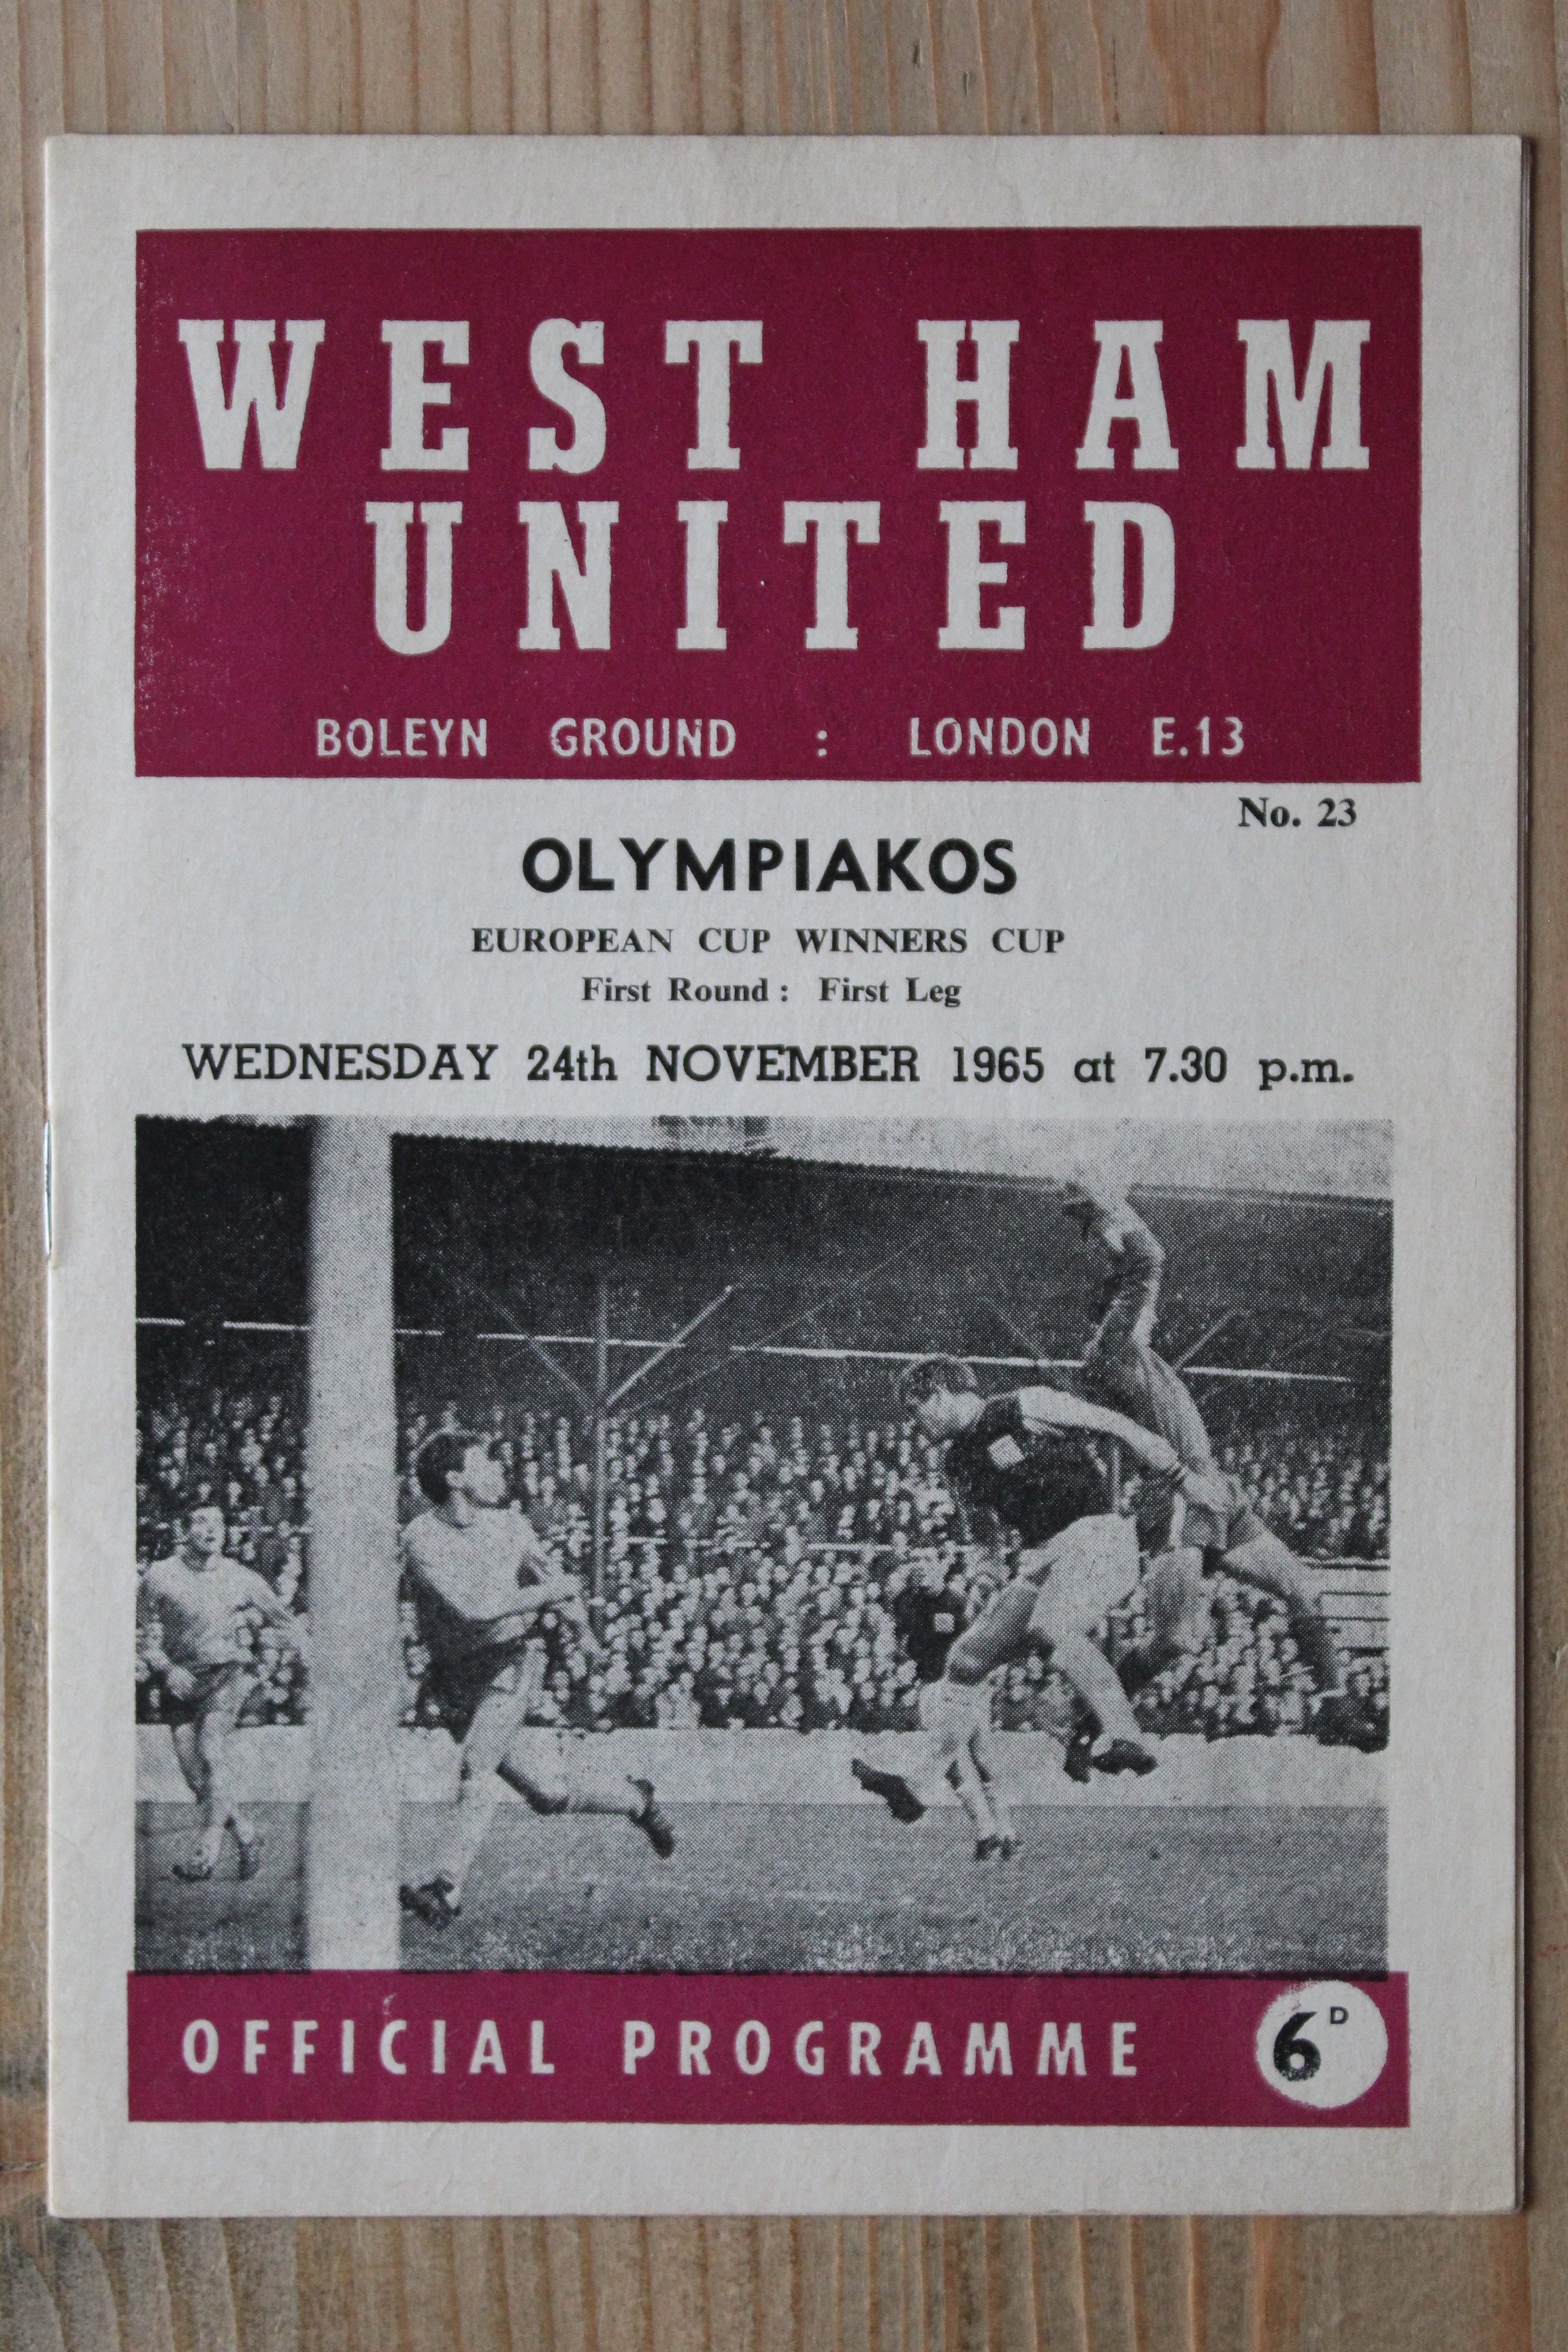 WEST HAM
UNITED
BOLEYN GROUND : LONDON E.13
No. 23
OLYMPIAKOS
EUROPEAN CUP WINNERS CUP
First Round : First Leg
WEDNESDAY 24th NOVEMBER 1965 at 7.30 p.m.
OFFICIAL PROGRAMME 6D